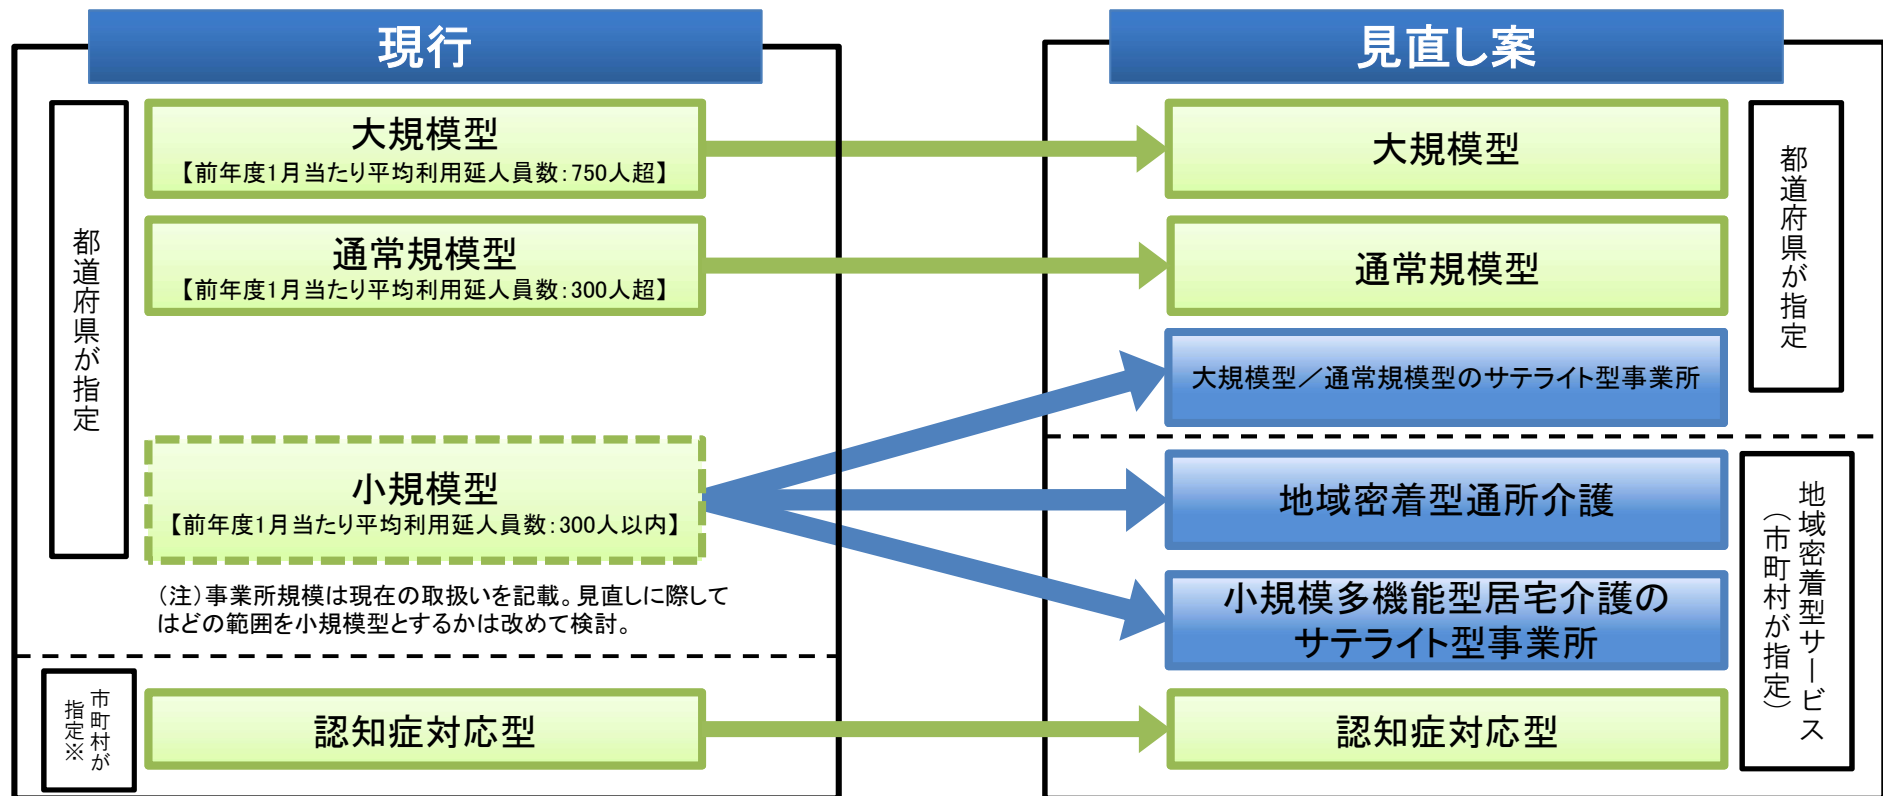 現行
都道府県が指定
大規模型
【前年度1月当たり平均利用延人員数:750人超】
通常規模型
【前年度1月当たり平均利用延人員数:300人超】
小規模型
【前年度1月当たり平均利用延人員数:300人以内】
(注)事業所規模は現在の取扱いを記載。見直しに際して
はどの範囲を小規模型とするかは改めて検討。
市町村が
指定※
認知症対応型
見直し案
大規模型
通常規模型
大規模型/通常規模型のサテライト型事業所
都道府県が指定
地域密着型通所介護
小規模多機能型居宅介護の
サテライト型事業所
認知症対応型
地域密着型サービス
(市町村が指定)